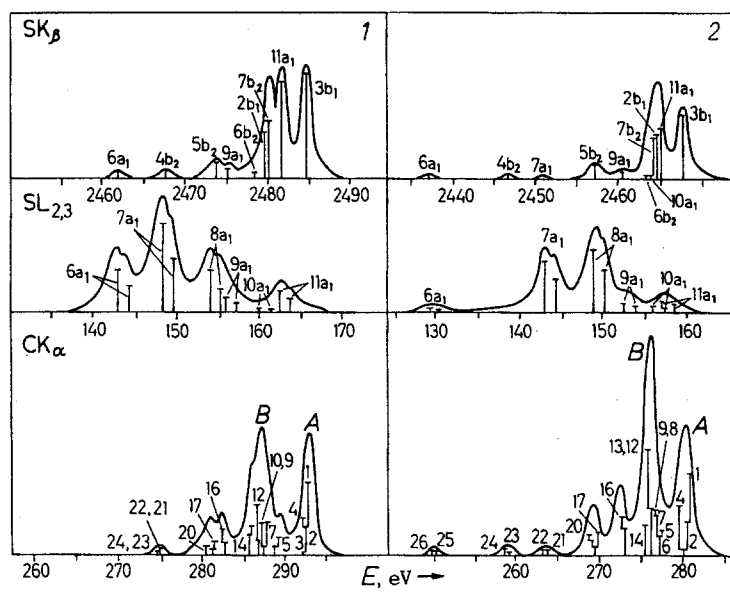 SKβ 1 2
11a₁
7b₂ 11a₁
2b₁ 3b₁ 2b₁ 3b₁
6b₂ 7b₂
6a₁ 4b₂ 5b₂ 9a₁ 6a₁ 4b₂ 7a₁ 5b₂ 9a₁
10a₁
6b₂
2460 2470 2480 2490 2440 2450 2460
SL₂,₃
7a₁ 7a₁ 8a₁
8a₁
6a₁ 9a₁ 9a₁ 10a₁
10a₁ 11a₁ 6a₁ 11a₁
140 150 160 170 130 140 150 160
CKα
B
B A 9,8 A
10,9 13,12
16 12 1 16 1
22,21 17 4 17 4
24,23 20 14 7 5 3 2 26 25 24 23 22 21 20 14 7 5 6 2
260 270 280 290 260 270 280
E, eV →